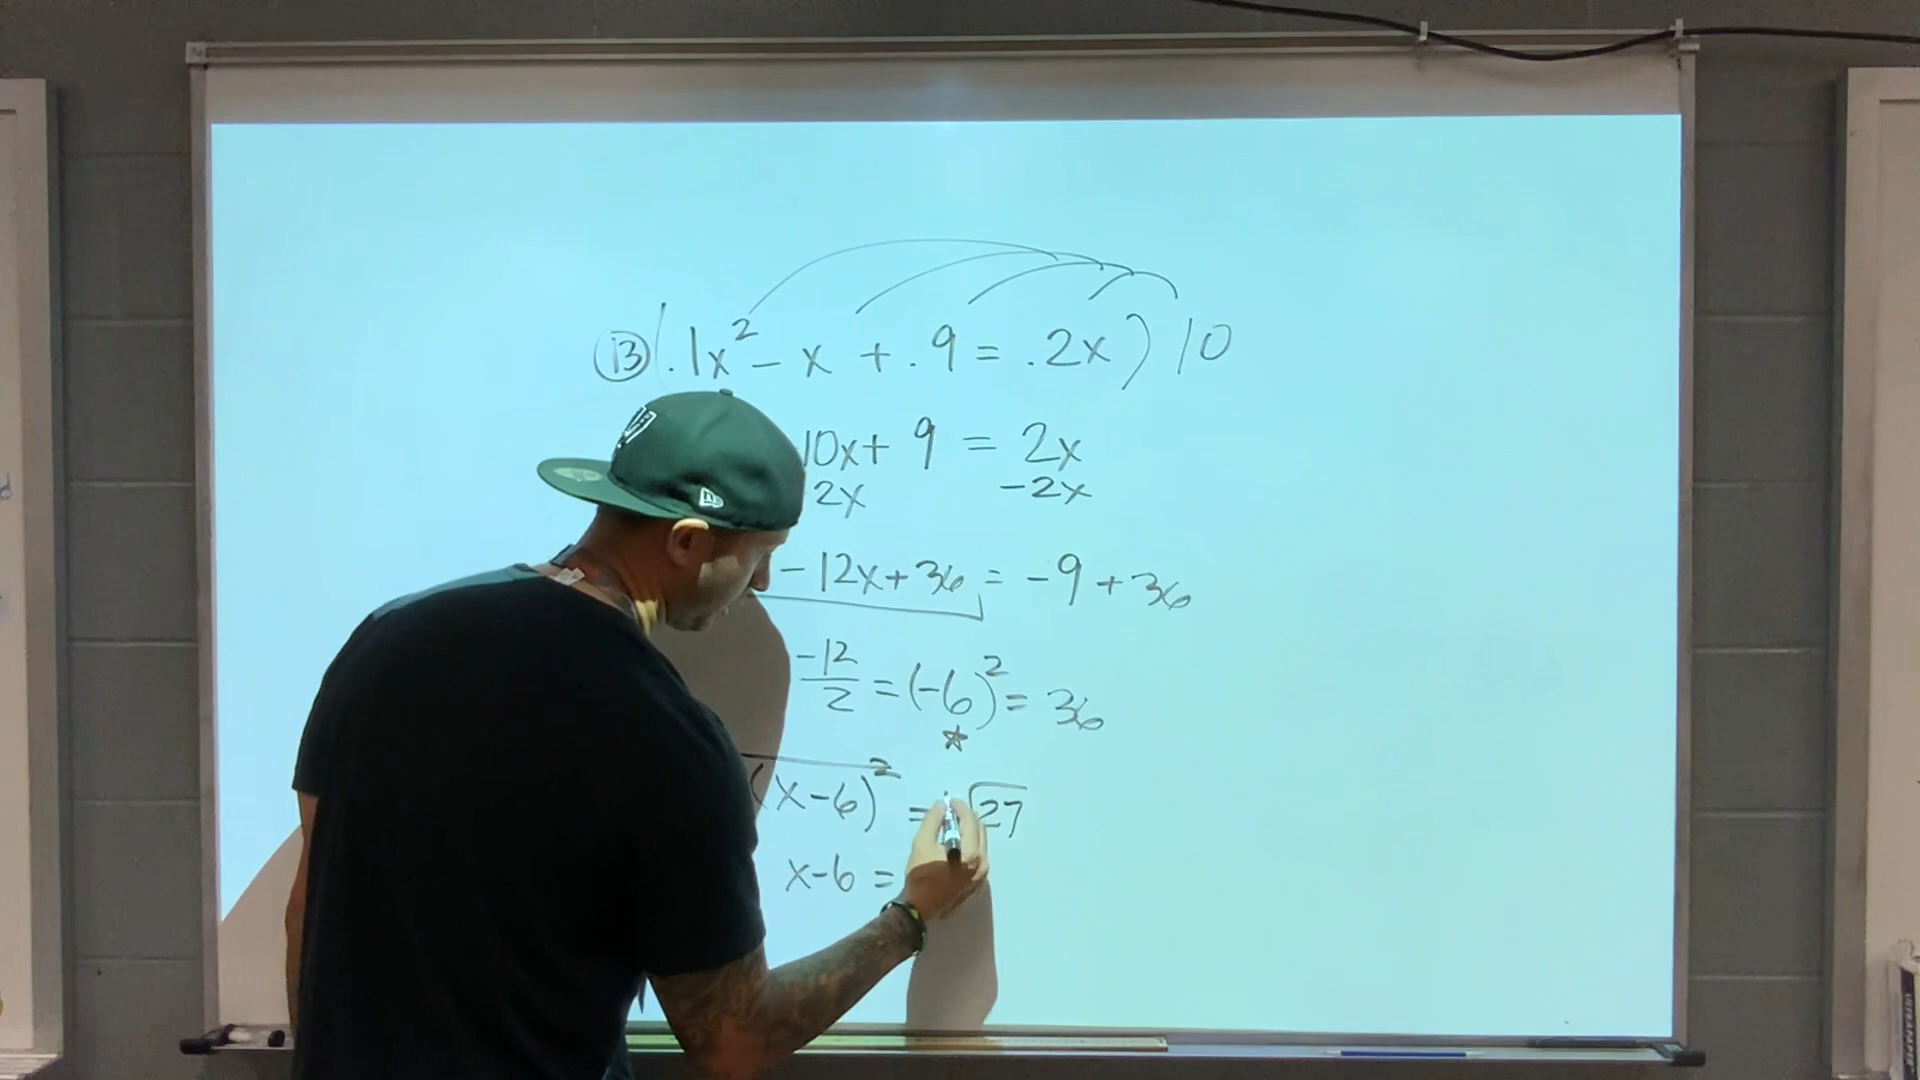 ⑬ (.1x² - x + .9 = .2x) 10
10x + 9 = 2x
2x -2x
- 12x + 36 = -9 + 36
-12/2 = (-6)² = 36
☆
(x-6)² = √27
x-6 =